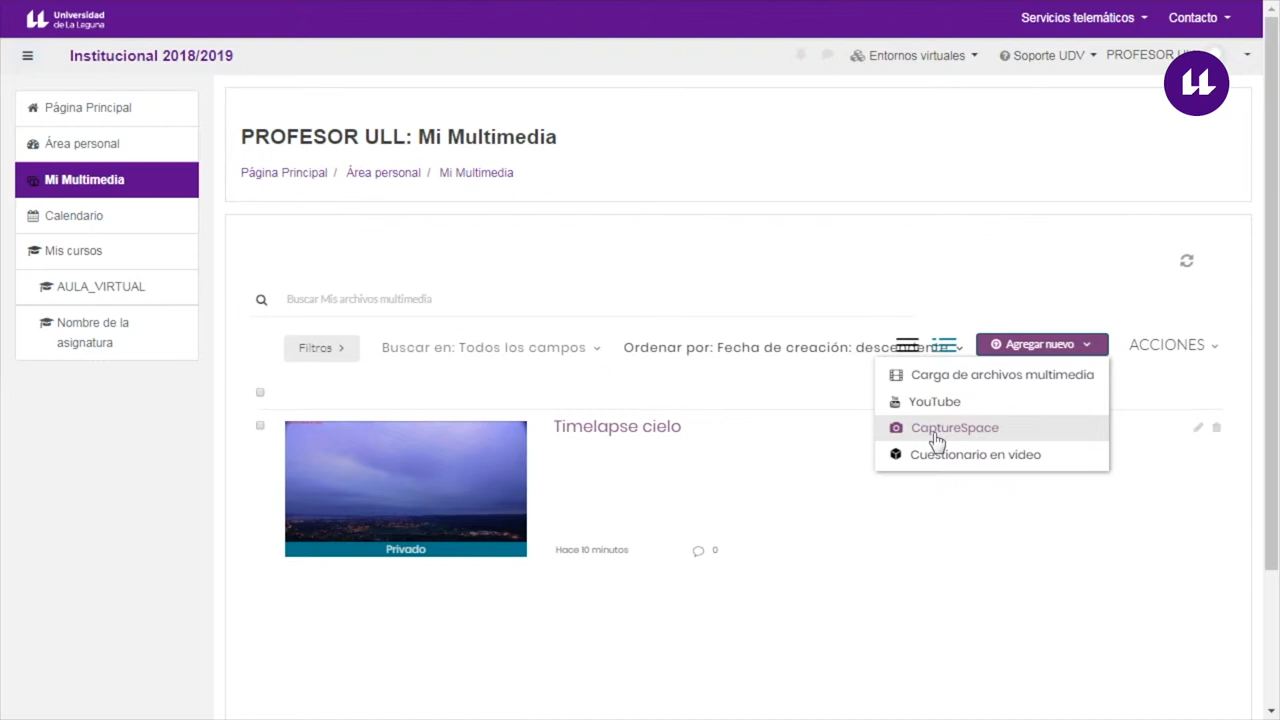 Universidad
de La Laguna
Servicios telemáticos
Contacto
Institucional 2018/2019
Entornos virtuales
Soporte UDV
PROFESOR UL
Página Principal
Área personal
Mi Multimedia
Calendario
Mis cursos
AULA_VIRTUAL
Nombre de la
asignatura
PROFESOR ULL: Mi Multimedia
Página Principal / Área personal / Mi Multimedia
Buscar Mis archivos multimedia
Filtros
Buscar en: Todos los campos
Ordenar por: Fecha de creación: descendente
Agregar nuevo
ACCIONES
Carga de archivos multimedia
YouTube
CaptureSpace
Cuestionario en video
Timelapse cielo
Privado
Hace 10 minutos
0